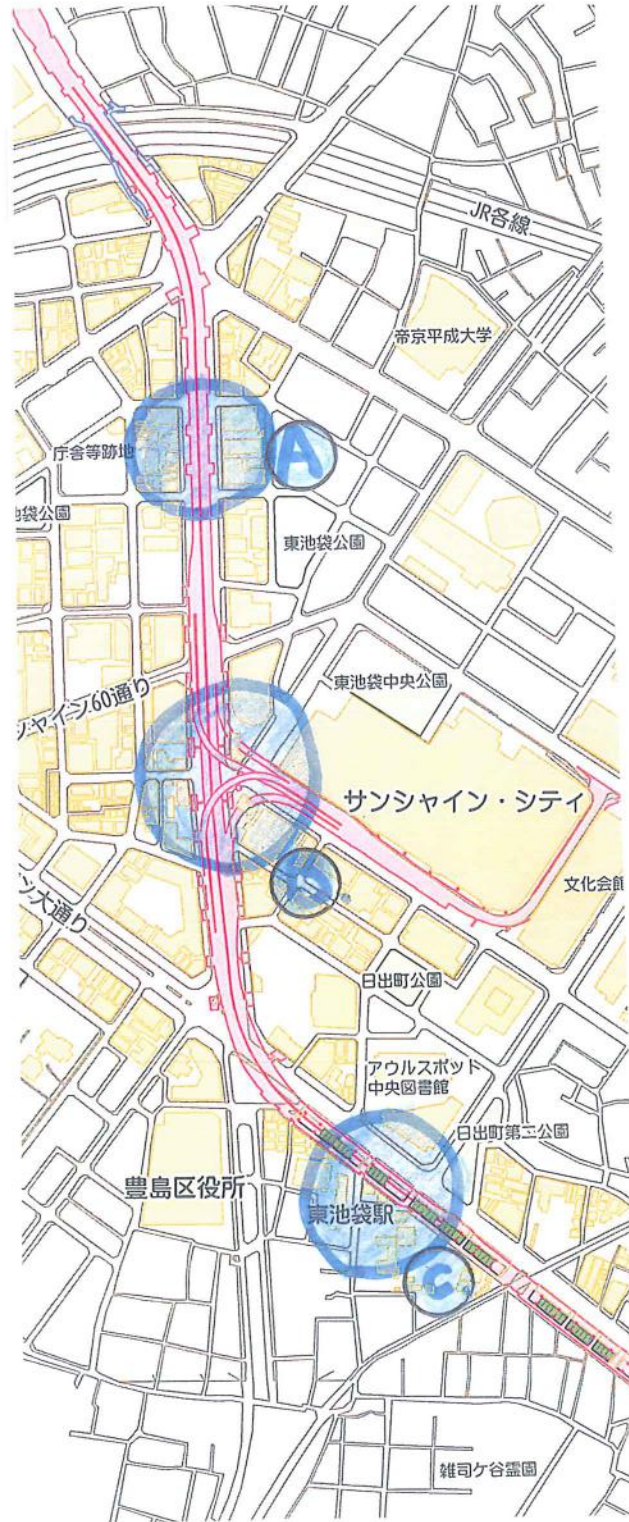 JR各線
帝京平成大学
庁舎等跡地
A
池袋公園
東池袋公園
東池袋中央公園
シャイン60通り
サンシャイン・シティ
文化会館
大通り
日出町公園
アウルスポット
中央図書館
日出町第二公園
豊島区役所
東池袋駅
C
雑司ケ谷霊園